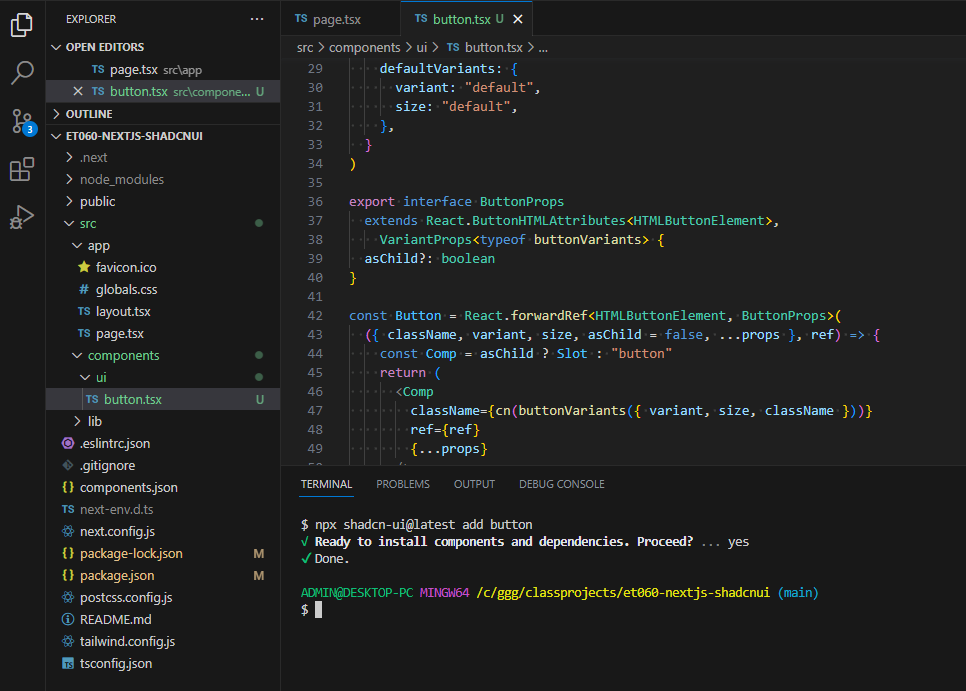 EXPLORER
OPEN EDITORS
TS page.tsx src\app
TS button.tsx src\compone... U
OUTLINE
ET060-NEXTJS-SHADCNUI
.next
node_modules
public
src
app
favicon.ico
# globals.css
TS layout.tsx
TS page.tsx
components
ui
TS button.tsx U
lib
.eslintrc.json
.gitignore
{} components.json
TS next-env.d.ts
next.config.js
{} package-lock.json M
{} package.json M
postcss.config.js
README.md
tailwind.config.js
TS tsconfig.json
3
TS page.tsx
TS button.tsx U
src > components > ui > TS button.tsx > ...
29 defaultVariants: {
30 variant: "default",
31 size: "default",
32 },
33 }
34 )
35
36 export interface ButtonProps
37 extends React.ButtonHTMLAttributes<HTMLButtonElement>,
38 VariantProps<typeof buttonVariants> {
39 asChild?: boolean
40 }
41
42 const Button = React.forwardRef<HTMLButtonElement, ButtonProps>(
43 ({ className, variant, size, asChild = false, ...props }, ref) => {
44 const Comp = asChild ? Slot : "button"
45 return (
46 <Comp
47 className={cn(buttonVariants({ variant, size, className }))}
48 ref={ref}
49 {...props}
TERMINAL PROBLEMS OUTPUT DEBUG CONSOLE
$ npx shadcn-ui@latest add button
√ Ready to install components and dependencies. Proceed? ... yes
✓ Done.
ADMIN@DESKTOP-PC MINGW64 /c/ggg/classprojects/et060-nextjs-shadcnui (main)
$